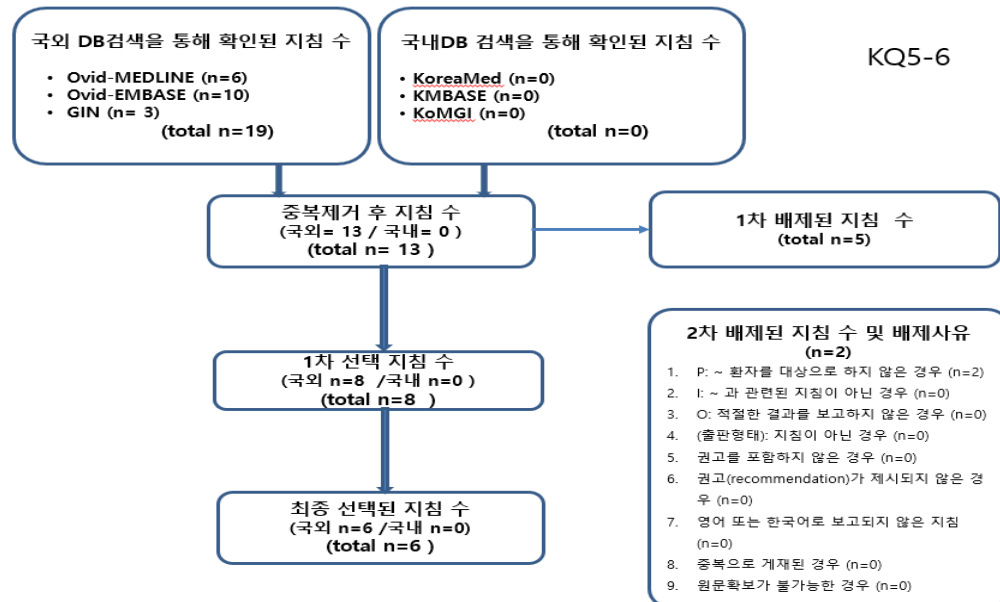 국외 DB검색을 통해 확인된 지침 수
• Ovid-MEDLINE (n=6)
• Ovid-EMBASE (n=10)
• GIN (n= 3)
(total n=19)
국내DB 검색을 통해 확인된 지침 수
• KoreaMed (n=0)
• KMBASE (n=0)
• KoMGI (n=0)
(total n=0)
KQ5-6
중복제거 후 지침 수
(국외= 13 / 국내= 0 )
(total n= 13 )
1차 배제된 지침 수
(total n=5)
1차 선택 지침 수
(국외 n=8 /국내 n=0 )
(total n=8 )
2차 배제된 지침 수 및 배제사유
(n=2)
1. P: ~ 환자를 대상으로 하지 않은 경우 (n=2)
2. I: ~ 과 관련된 지침이 아닌 경우 (n=0)
3. O: 적절한 결과를 보고하지 않은 경우 (n=0)
4. (출판형태): 지침이 아닌 경우 (n=0)
5. 권고를 포함하지 않은 경우 (n=0)
6. 권고(recommendation)가 제시되지 않은 경
우 (n=0)
7. 영어 또는 한국어로 보고되지 않은 지침
(n=0)
8. 중복으로 게재된 경우 (n=0)
9. 원문확보가 불가능한 경우 (n=0)
최종 선택된 지침 수
(국외 n=6 /국내 n=0)
(total n=6 )